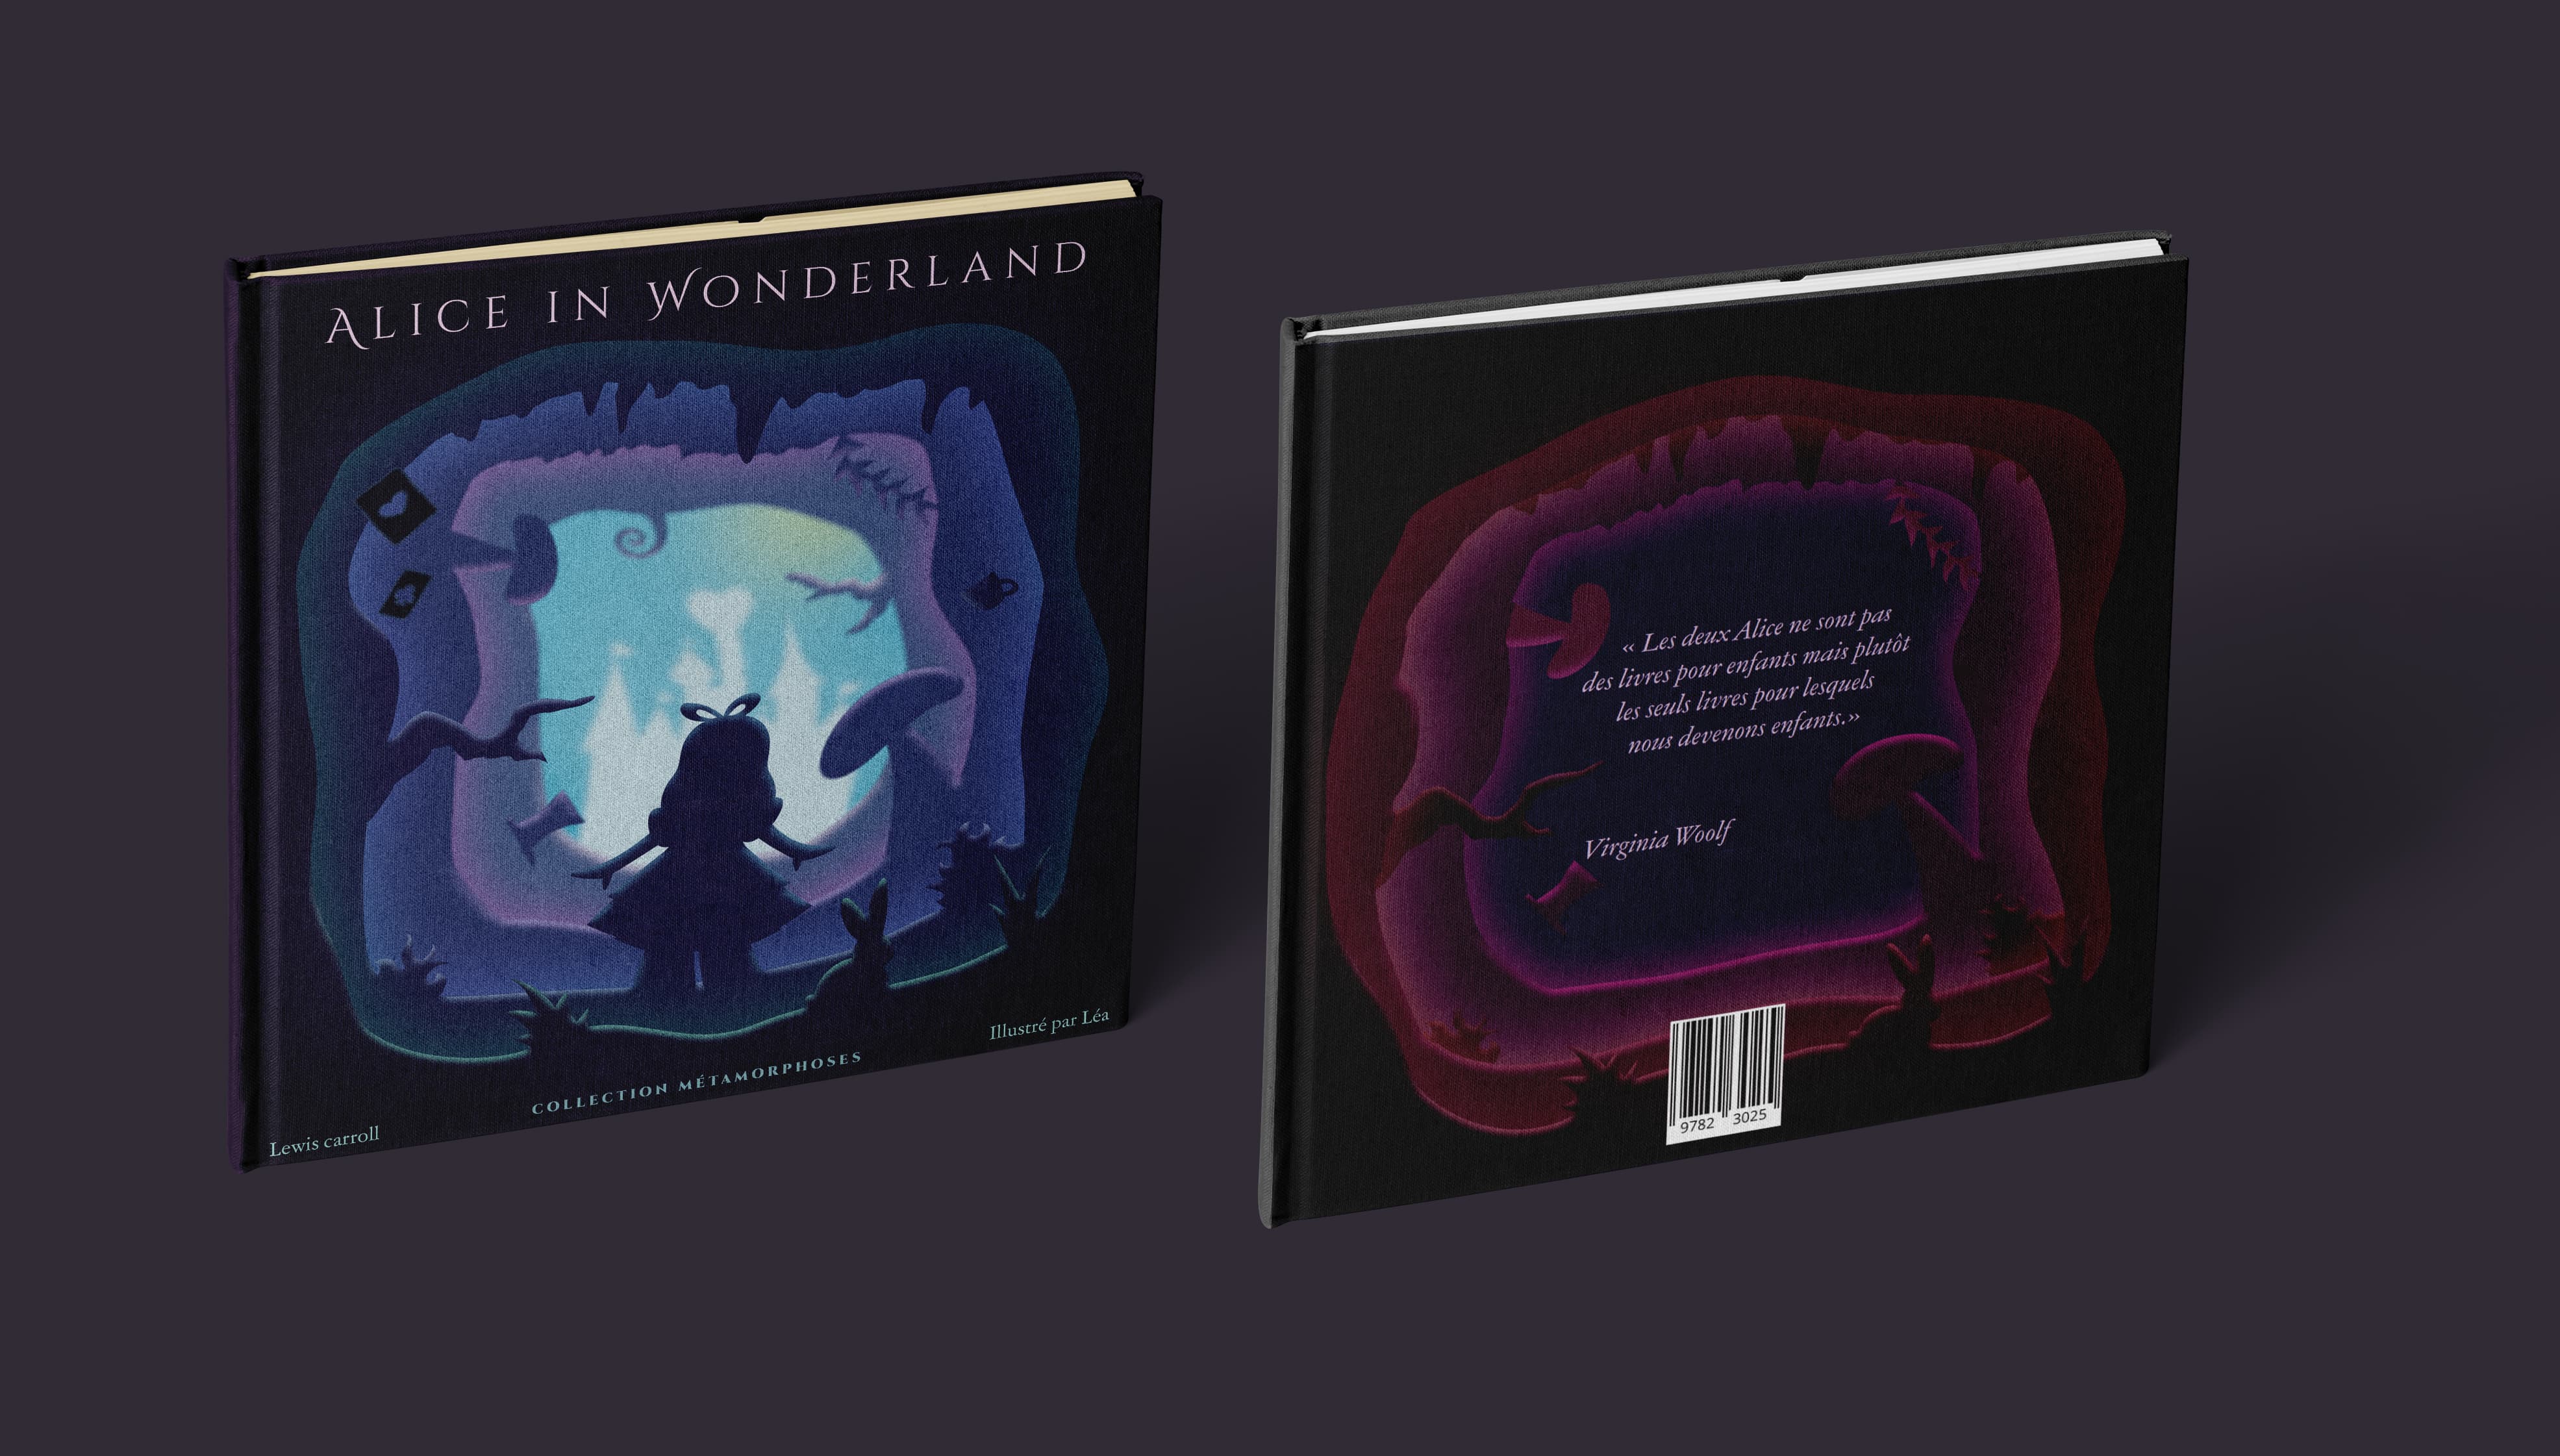 ALICE IN WONDERLAND
Illustré par Léa
COLLECTION MÉTAMORPHOSES
Lewis carroll
« Les deux Alice ne sont pas
des livres pour enfants mais plutôt
les seuls livres pour lesquels
nous devenons enfants.»
Virginia Woolf
9782 3025